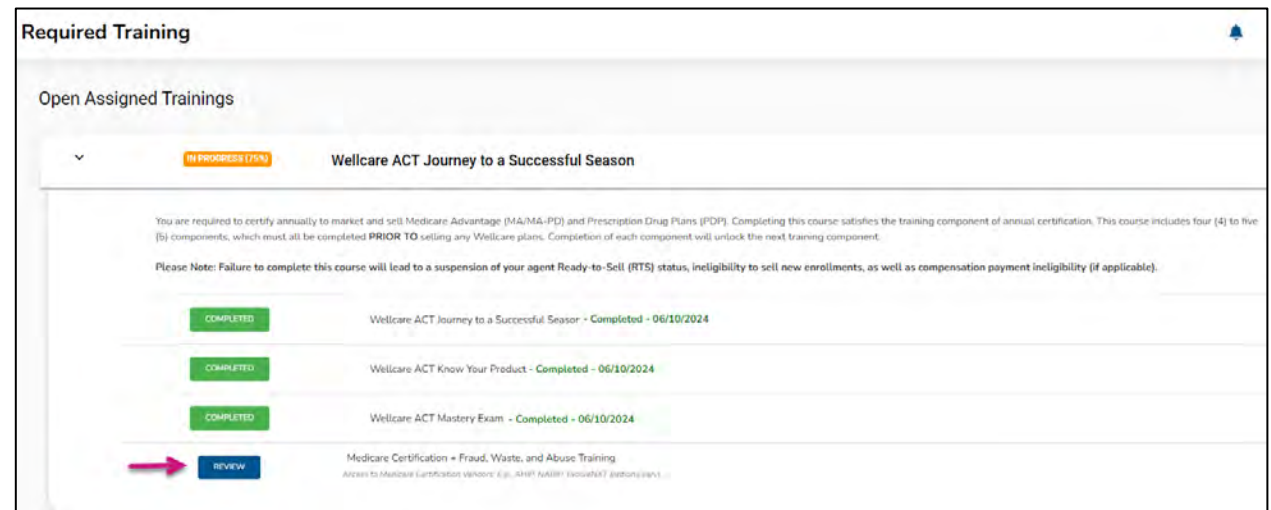 Required Training
Open Assigned Trainings
IN PROGRESS (75%)
Wellcare ACT Journey to a Successful Season
You are required to certify annually to market and sell Medicare Advantage (MA/MA-PD) and Prescription Drug Plans (PDP). Completing this course satisfies the training component of annual certification. This course includes four (4) to five
(5) components, which must all be completed PRIOR TO selling any Wellcare plans. Completion of each component will unlock the next training component.
Please Note: Failure to complete this course will lead to a suspension of your agent Ready-to-Sell (RTS) status, ineligibility to sell new enrollments, as well as compensation payment ineligibility (if applicable).
COMPLETED Wellcare ACT Journey to a Successful Season - Completed - 06/10/2024
COMPLETED Wellcare ACT Know Your Product - Completed - 06/10/2024
COMPLETED Wellcare ACT Mastery Exam - Completed - 06/10/2024
REVIEW Medicare Certification + Fraud, Waste, and Abuse Training
Access to Medicare Certification Vendors: E.g., AHIP, NABIP,